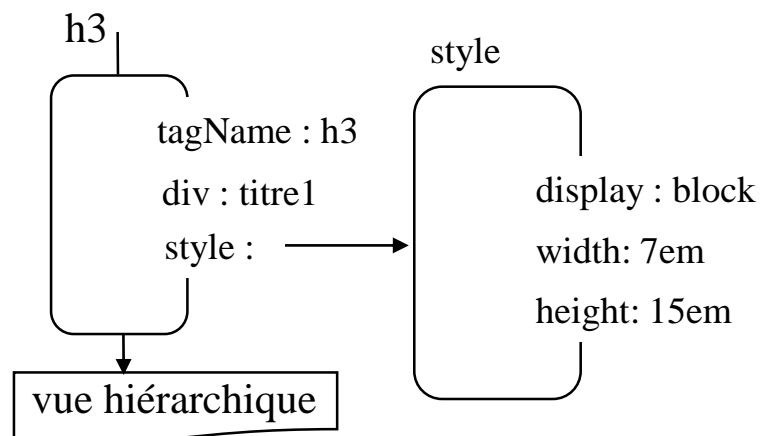 h3
tagName : h3
div : titre1
style :
vue hiérarchique
style
display : block
width: 7em
height: 15em